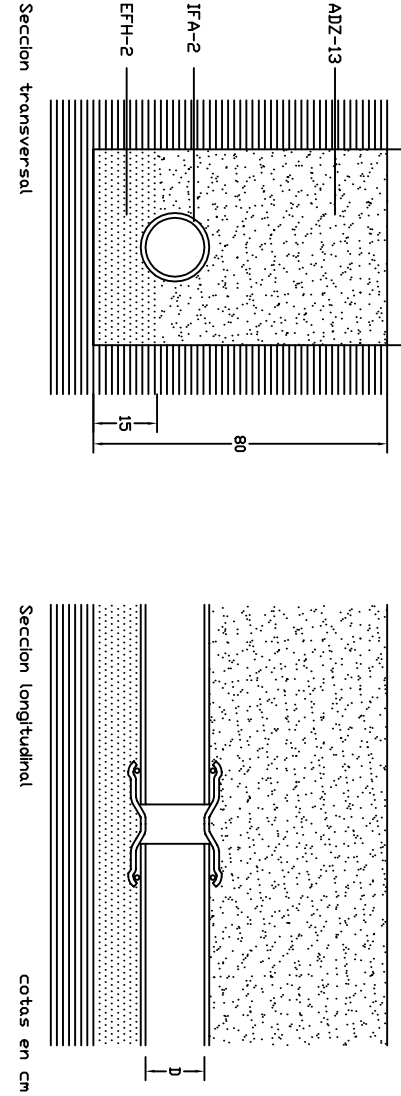 ADZ-13
IFA-2
EFH-2
15
80
D
Seccion transversal
Seccion longitudinal
cotas en cm